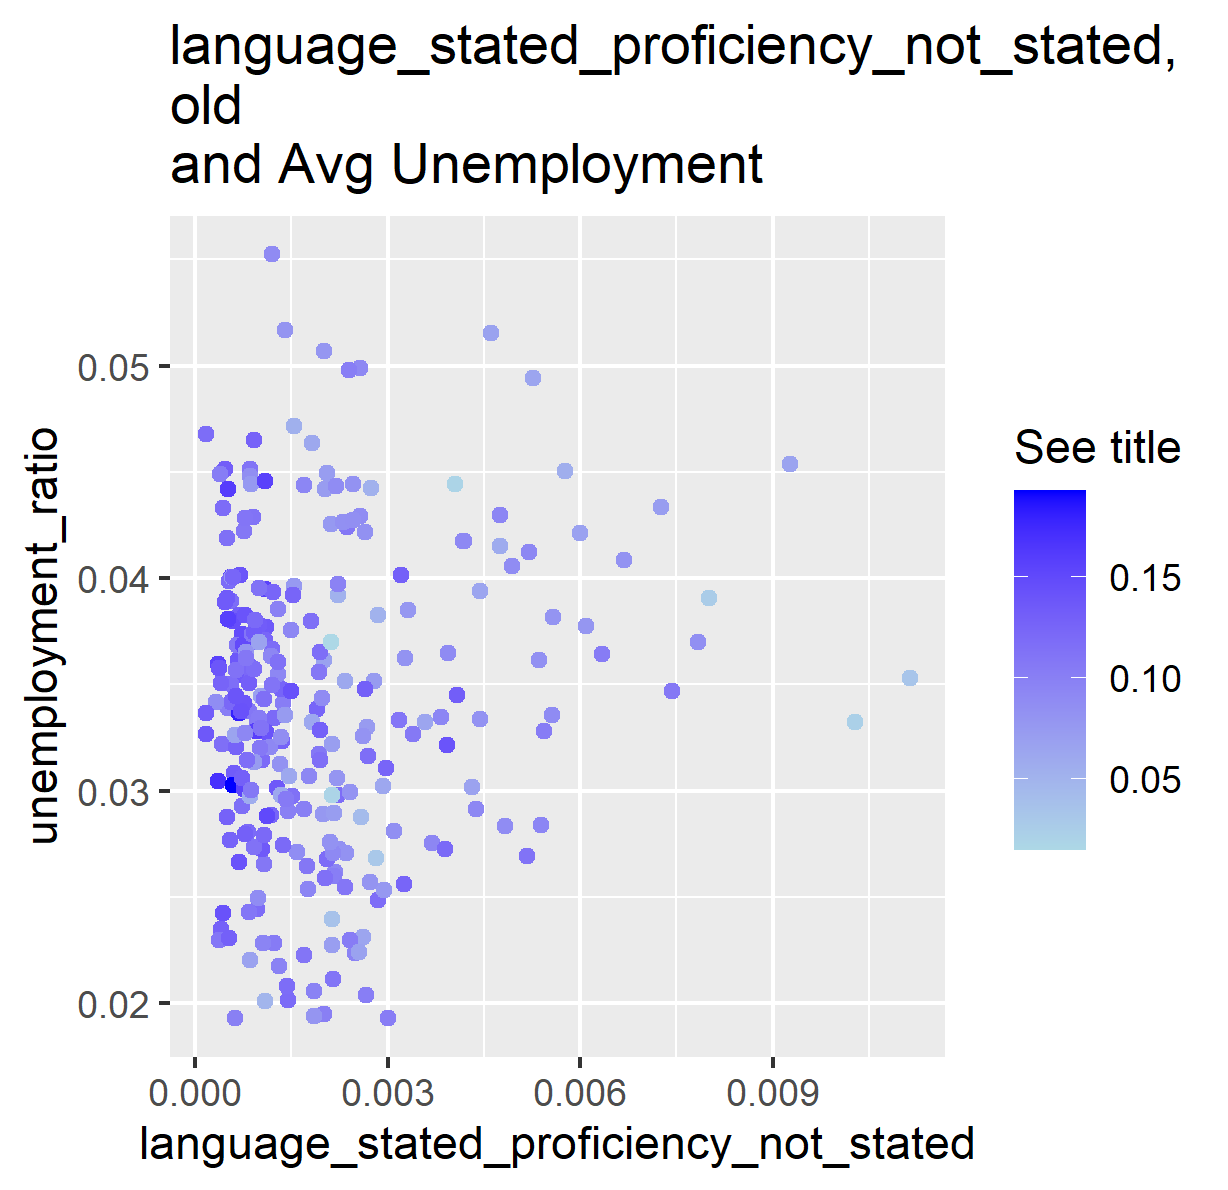 language_stated_proficiency_not_stated,
old
and Avg Unemployment
unemployment_ratio
0.05
0.04
0.03
0.02
0.000
0.003
0.006
0.009
language_stated_proficiency_not_stated
See title
0.15
0.10
0.05